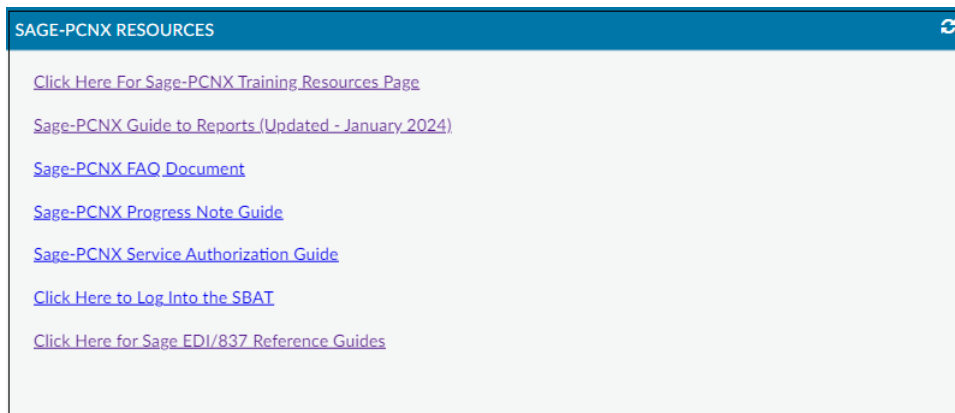 SAGE-PCNX RESOURCES
Click Here For Sage-PCNX Training Resources Page
Sage-PCNX Guide to Reports (Updated - January 2024)
Sage-PCNX FAQ Document
Sage-PCNX Progress Note Guide
Sage-PCNX Service Authorization Guide
Click Here to Log Into the SBAT
Click Here for Sage EDI/837 Reference Guides